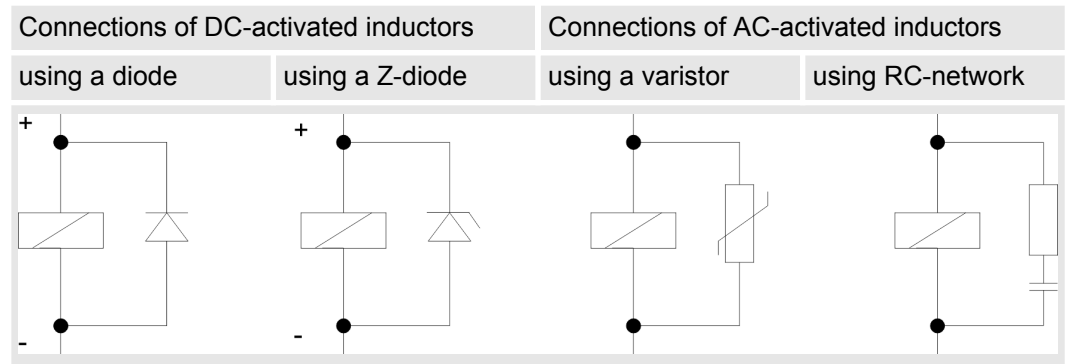 Connections of DC-activated inductors
Connections of AC-activated inductors
using a diode
using a Z-diode
using a varistor
using RC-network
+
+
-
-